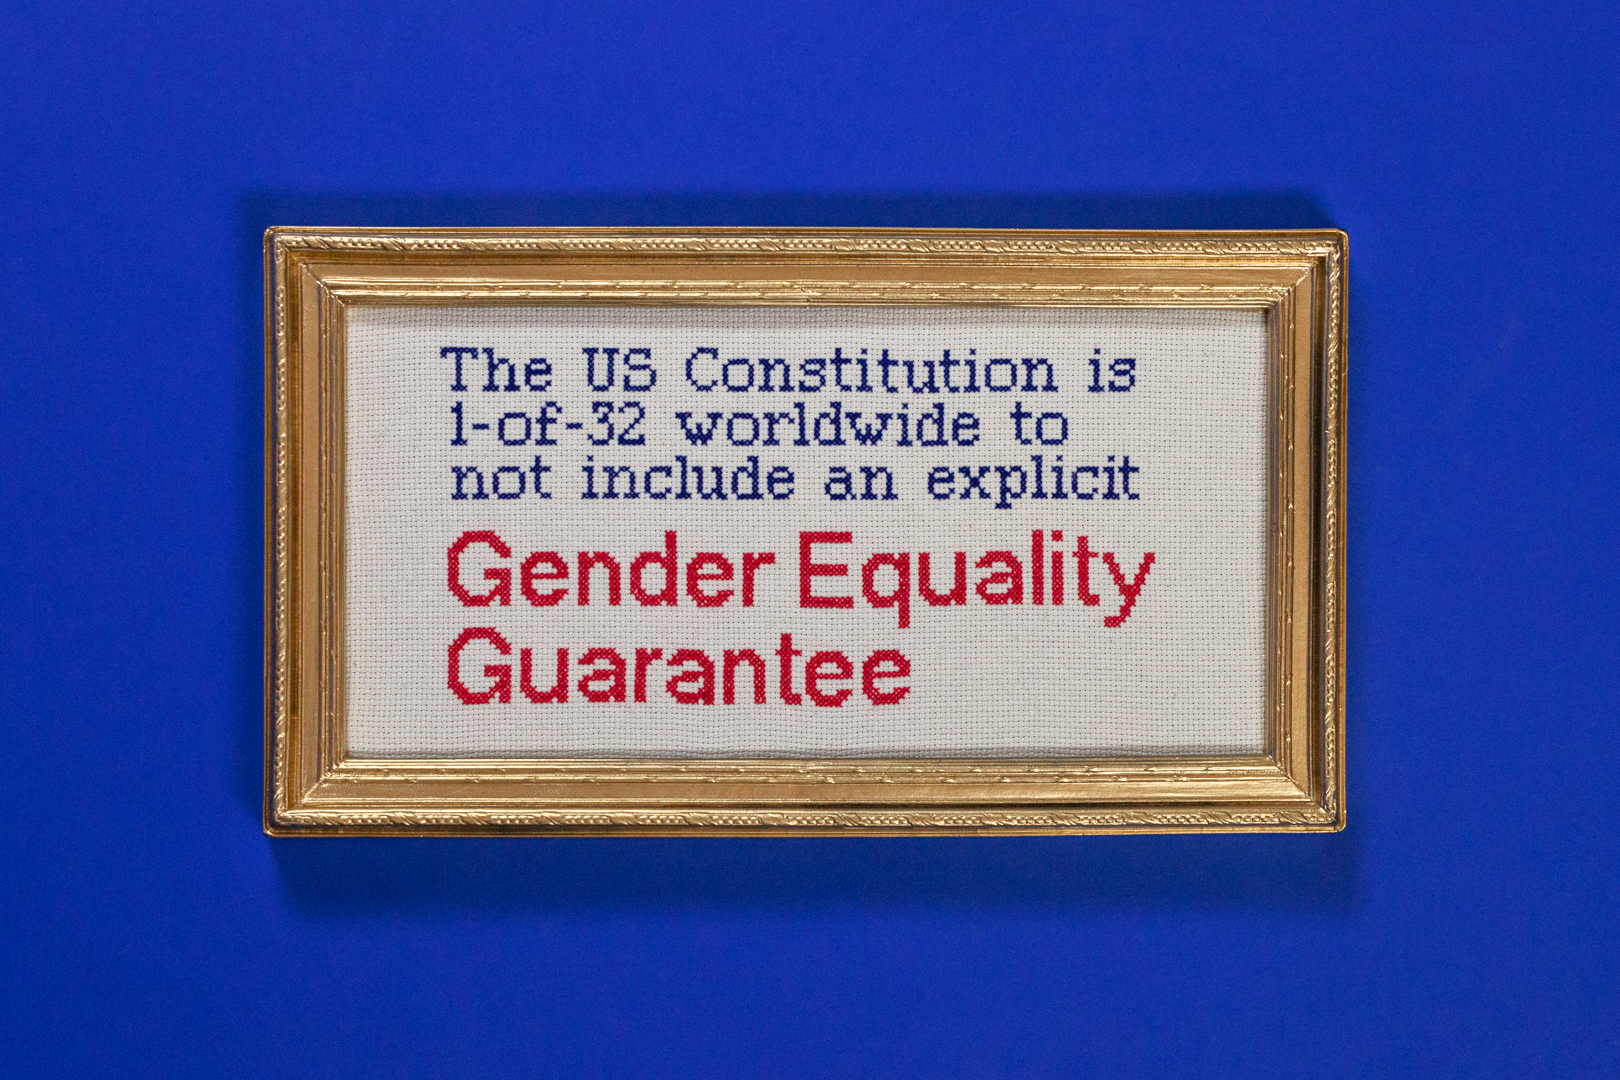 The US Constitution is
1-of-32 worldwide to
not include an explicit
Gender Equality
Guarantee